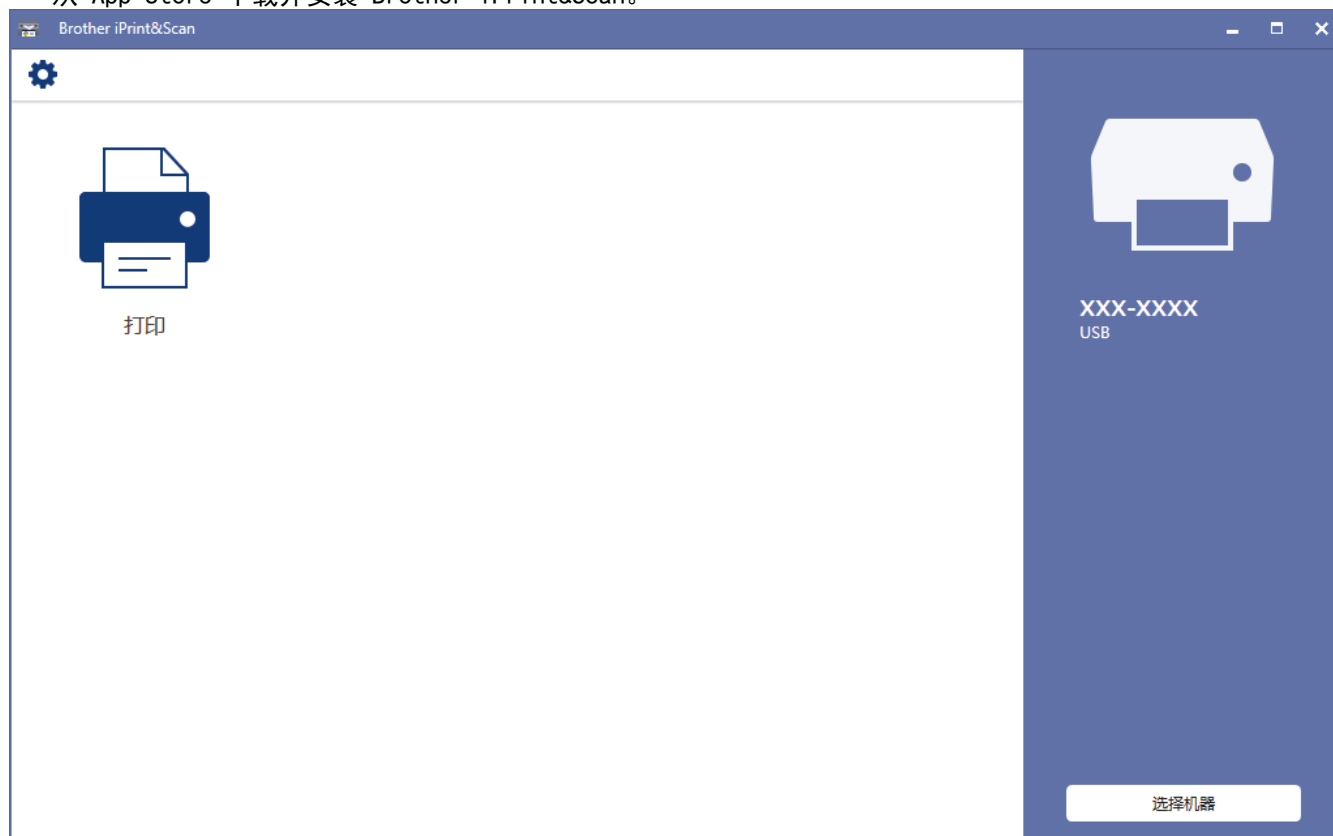 从 App Store 下载并安装 Brother iPrint&Scan。
Brother iPrint&Scan
打印
XXX-XXXX
USB
选择机器